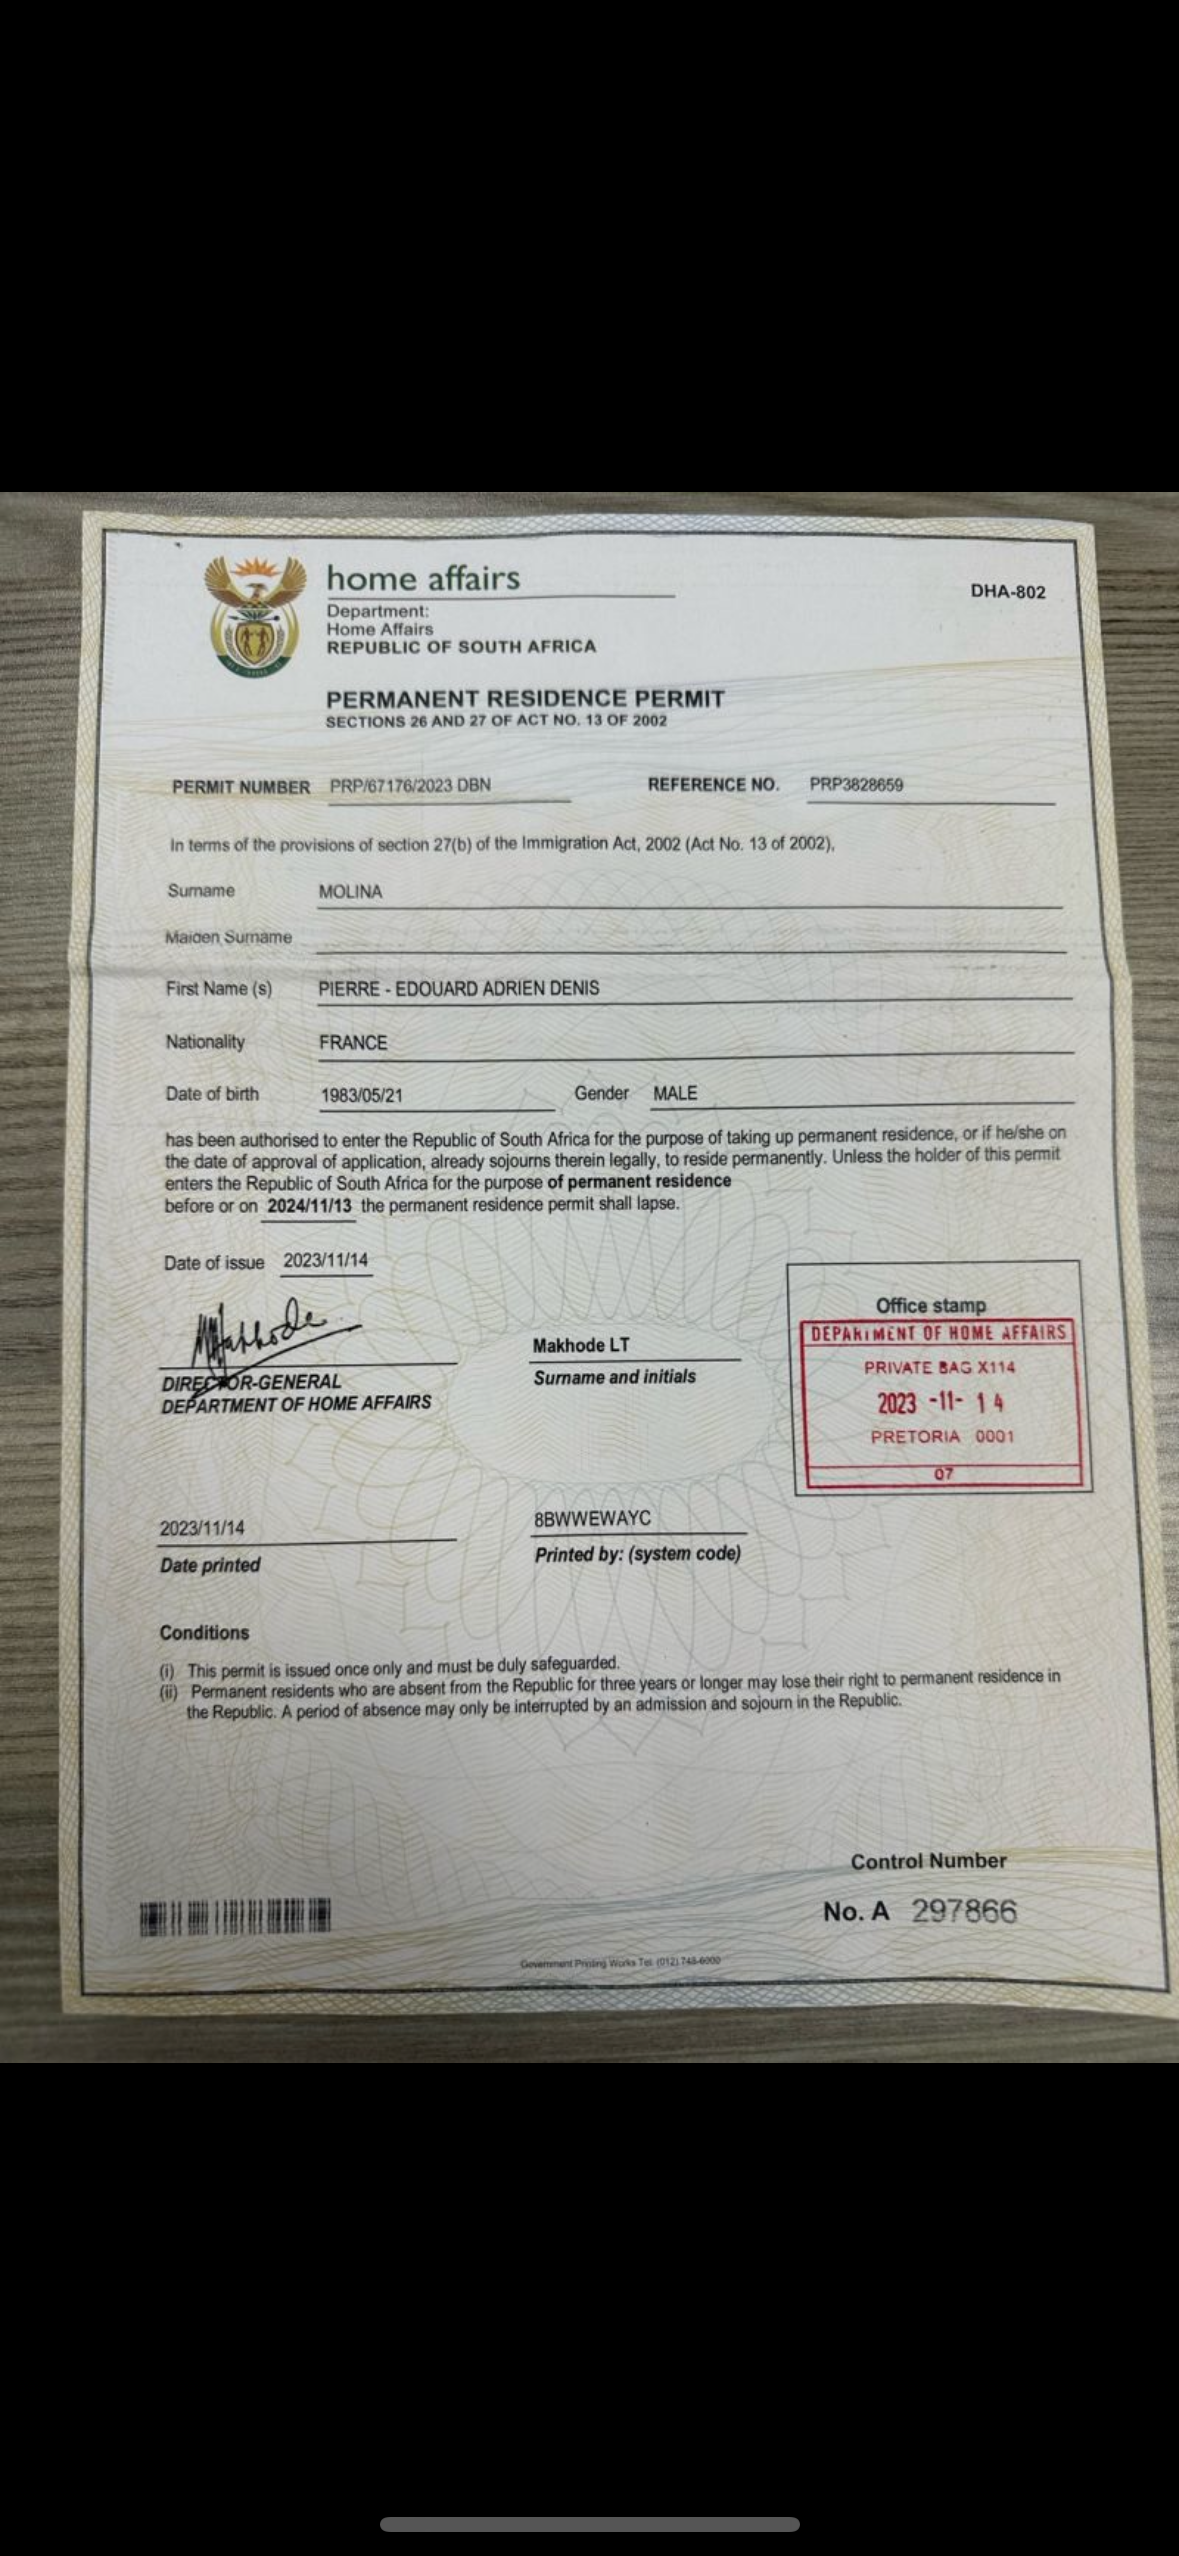 home affairs
Department:
Home Affairs
REPUBLIC OF SOUTH AFRICA
DHA-802
PERMANENT RESIDENCE PERMIT
SECTIONS 26 AND 27 OF ACT NO. 13 OF 2002
PERMIT NUMBER PRP/67176/2023 DBN REFERENCE NO. PRP3828659
In terms of the provisions of section 27(b) of the Immigration Act, 2002 (Act No. 13 of 2002),
Surname MOLINA
Maiden Surname
First Name (s) PIERRE - EDOUARD ADRIEN DENIS
Nationality FRANCE
Date of birth 1983/05/21 Gender MALE
has been authorised to enter the Republic of South Africa for the purpose of taking up permanent residence, or if he/she on
the date of approval of application, already sojourns therein legally, to reside permanently. Unless the holder of this permit
enters the Republic of South Africa for the purpose of permanent residence
before or on 2024/11/13 the permanent residence permit shall lapse.
Date of issue 2023/11/14
Makhode
DIRECTOR-GENERAL
DEPARTMENT OF HOME AFFAIRS
Makhode LT
Surname and initials
Office stamp
DEPARTMENT OF HOME AFFAIRS
PRIVATE BAG X114
2023 -11- 14
PRETORIA 0001
07
2023/11/14
Date printed
8BWWEWAYC
Printed by: (system code)
Conditions
(i) This permit is issued once only and must be duly safeguarded.
(ii) Permanent residents who are absent from the Republic for three years or longer may lose their right to permanent residence in
the Republic. A period of absence may only be interrupted by an admission and sojourn in the Republic.
Control Number
No. A 297866
Government Printing Works Tel: (012) 748-6000